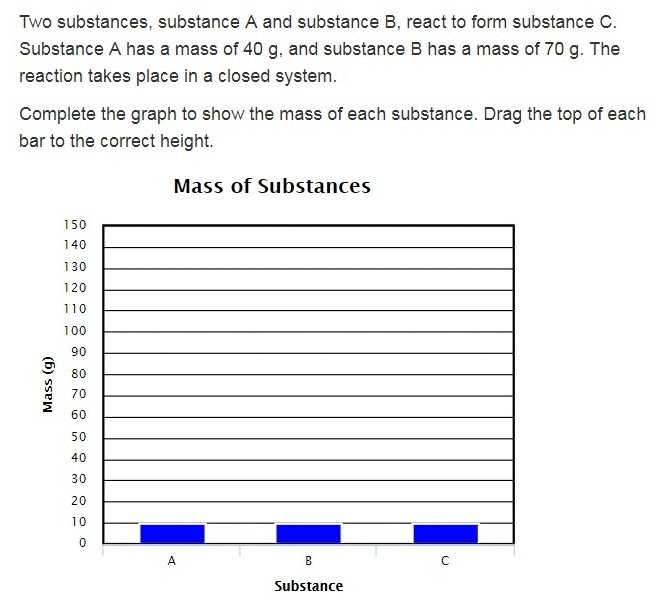 Two substances, substance A and substance B, react to form substance C.
Substance A has a mass of 40 g, and substance B has a mass of 70 g. The
reaction takes place in a closed system.
Complete the graph to show the mass of each substance. Drag the top of each
bar to the correct height.
Mass of Substances
150
140
130
120
110
100
90
80
70
60
50
40
30
20
10
0
Mass (g)
A B C
Substance